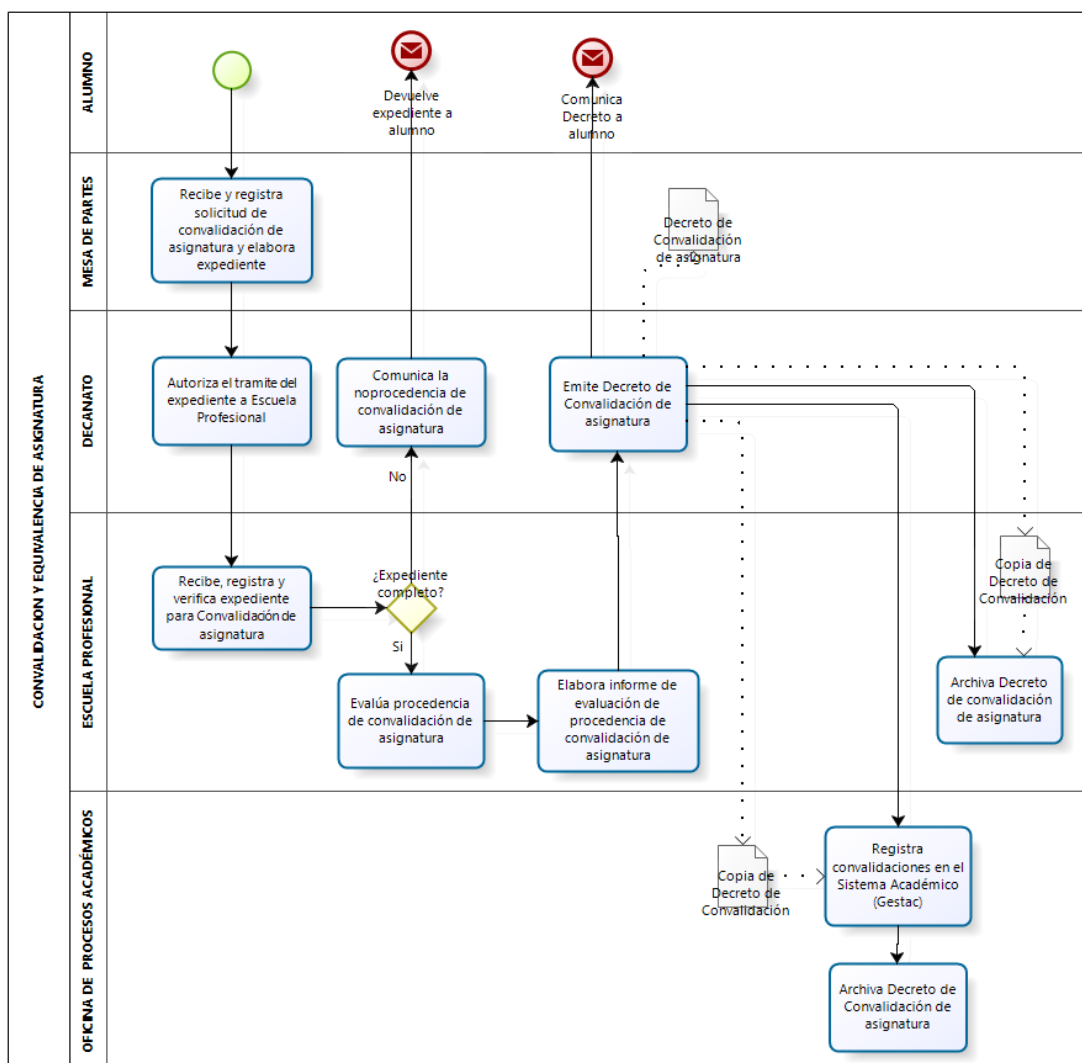 CONVALIDACION Y EQUIVALENCIA DE ASIGNATURA
ALUMNO
Devuelve
expediente a
alumno
Comunica
Decreto a
alumno
MESA DE PARTES
Recibe y registra
solicitud de
convalidación de
asignatura y elabora
expediente
Decreto de
Convalidación
de asignatura
DECANATO
Autoriza el tramite del
expediente a Escuela
Profesional
Comunica la
noprocedencia de
convalidación de
asignatura
No
Emite Decreto de
Convalidación de
asignatura
ESCUELA PROFESIONAL
Recibe, registra y
verifica expediente
para Convalidación de
asignatura
¿Expediente
completo?
Si
Evalúa procedencia
de convalidación de
asignatura
Elabora informe de
evaluación de
procedencia de
convalidación de
asignatura
Copia de
Decreto de
Convalidación
Archiva Decreto
de convalidación
de asignatura
OFICINA DE PROCESOS ACADÉMICOS
Copia de
Decreto de
Convalidación
Registra
convalidaciones en el
Sistema Académico
(Gestac)
Archiva Decreto de
Convalidación de
asignatura